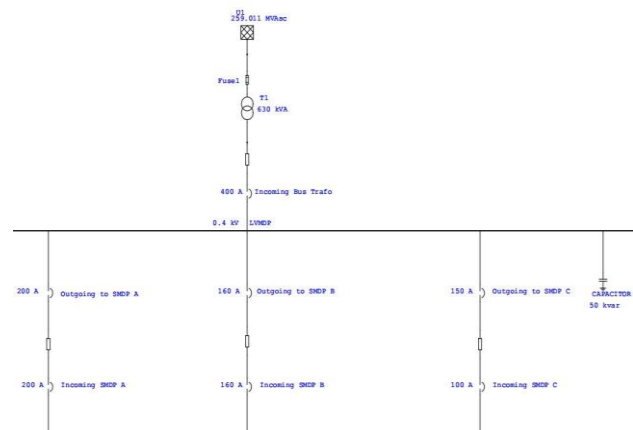 U1
259.011 MVAsc
Fuse1
T1
630 kVA
400 A Incoming Bus Trafo
0.4 kV LVMDP
200 A Outgoing to SMDP A
160 A Outgoing to SMDP B
150 A Outgoing to SMDP C
CAPACITOR
50 kvar
200 A Incoming SMDP A
160 A Incoming SMDP B
100 A Incoming SMDP C